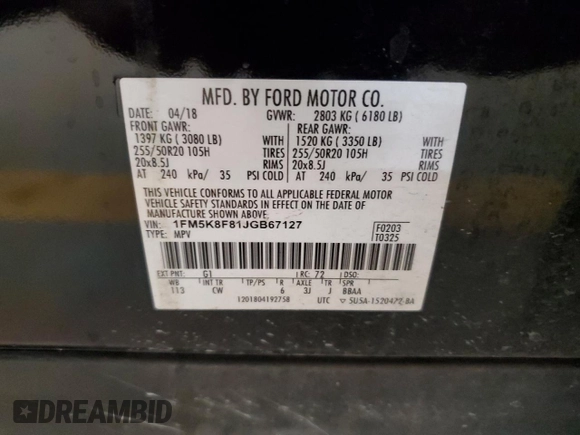 MFD. BY FORD MOTOR CO.
DATE: 04/18 GVWR: 2803 KG ( 6180 LB)
FRONT GAWR: REAR GAWR:
1397 KG ( 3080 LB) WITH 1520 KG ( 3350 LB) WITH
255/50R20 105H TIRES 255/50R20 105H TIRES
20x8.5J RIMS 20x8.5J RIMS
AT 240 kPa/ 35 PSI COLD AT 240 kPa/ 35 PSI COLD
THIS VEHICLE CONFORMS TO ALL APPLICABLE FEDERAL MOTOR
VEHICLE SAFETY STANDARDS IN EFFECT ON THE DATE OF
MANUFACTURE SHOWN ABOVE.
VIN: 1FM5K8F81JGB67127 F0203
TYPE: MPV T0325
EXT PNT: G1 RC: 72 DSO:
WB INT TR TP/PS R AXLE TR SPR
113 CW 6 3J J BBAA
1201804192758 UTC 5U5A-1520472-BA
DREAMBID